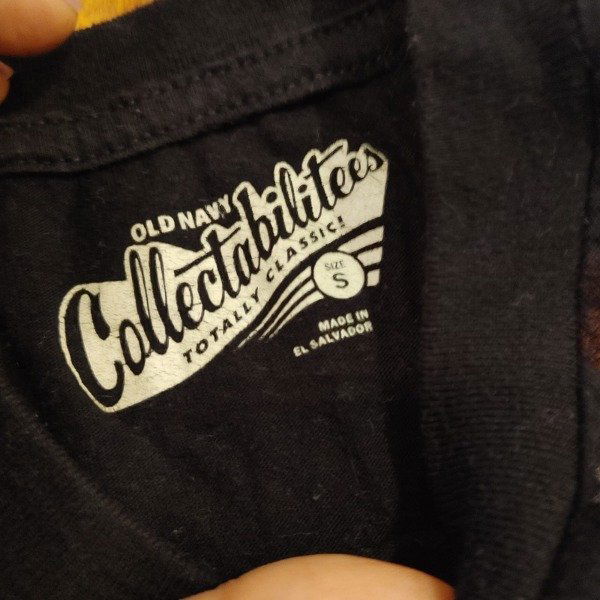 OLD NAVY
Collectabilitees
TOTALLY CLASSIC!
SIZE
S
MADE IN
EL SALVADOR